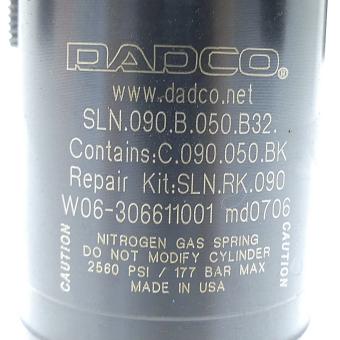 DADCO®
www.dadco.net
SLN.090.B.050.B32.
Contains:C.090.050.BK
Repair Kit:SLN.RK.090
W06-306611001 md0706
CAUTION
NITROGEN GAS SPRING
DO NOT MODIFY CYLINDER
2560 PSI / 177 BAR MAX
MADE IN USA
CAUTION